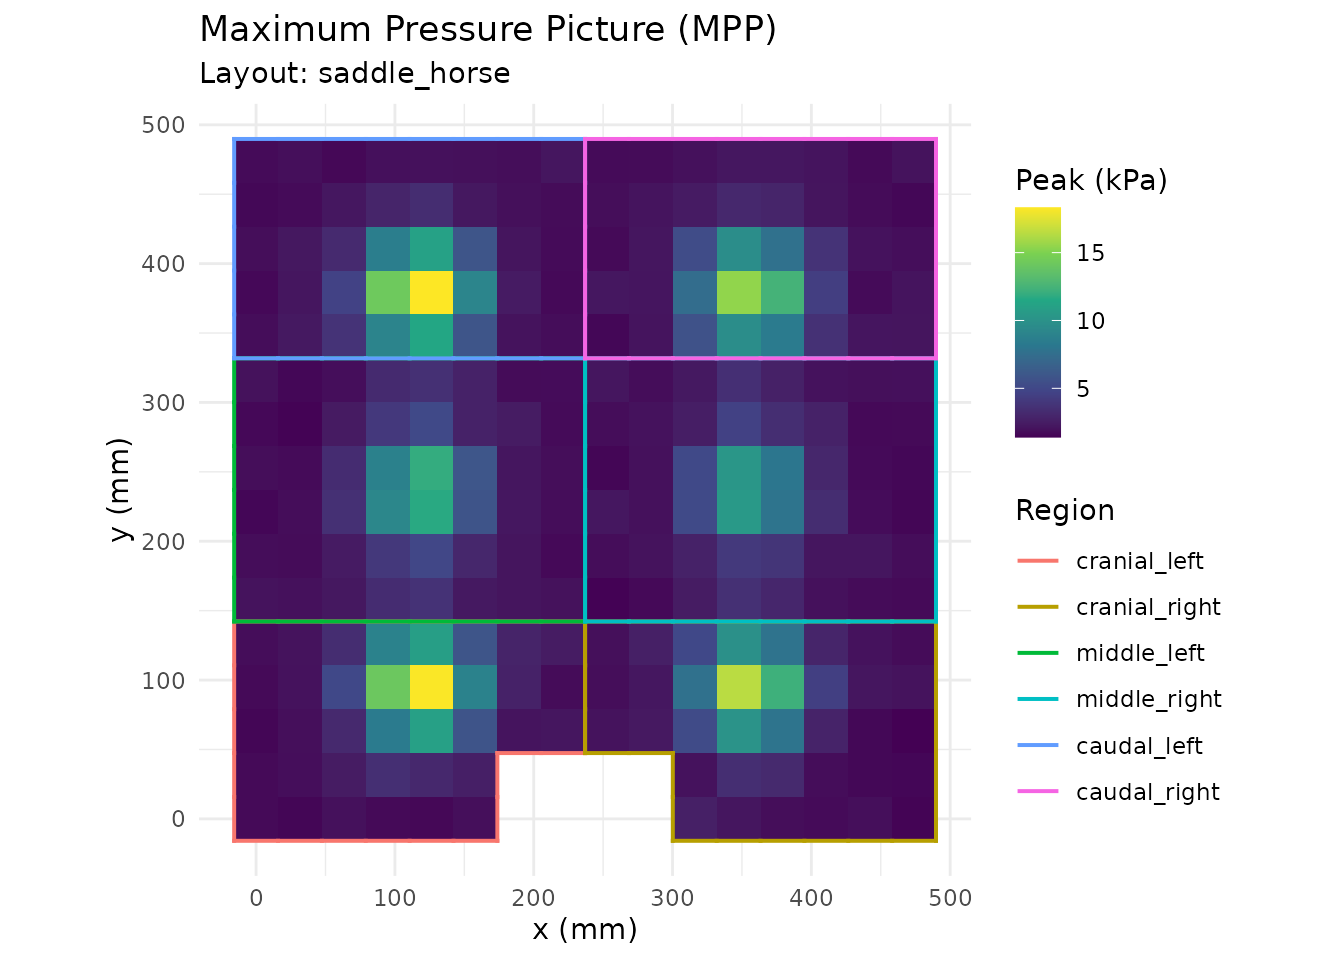 Maximum Pressure Picture (MPP)
Layout: saddle_horse
500
400
300
200
100
0
y (mm)
0
100
200
300
400
500
x (mm)
Peak (kPa)
15
10
5
Region
cranial_left
cranial_right
middle_left
middle_right
caudal_left
caudal_right